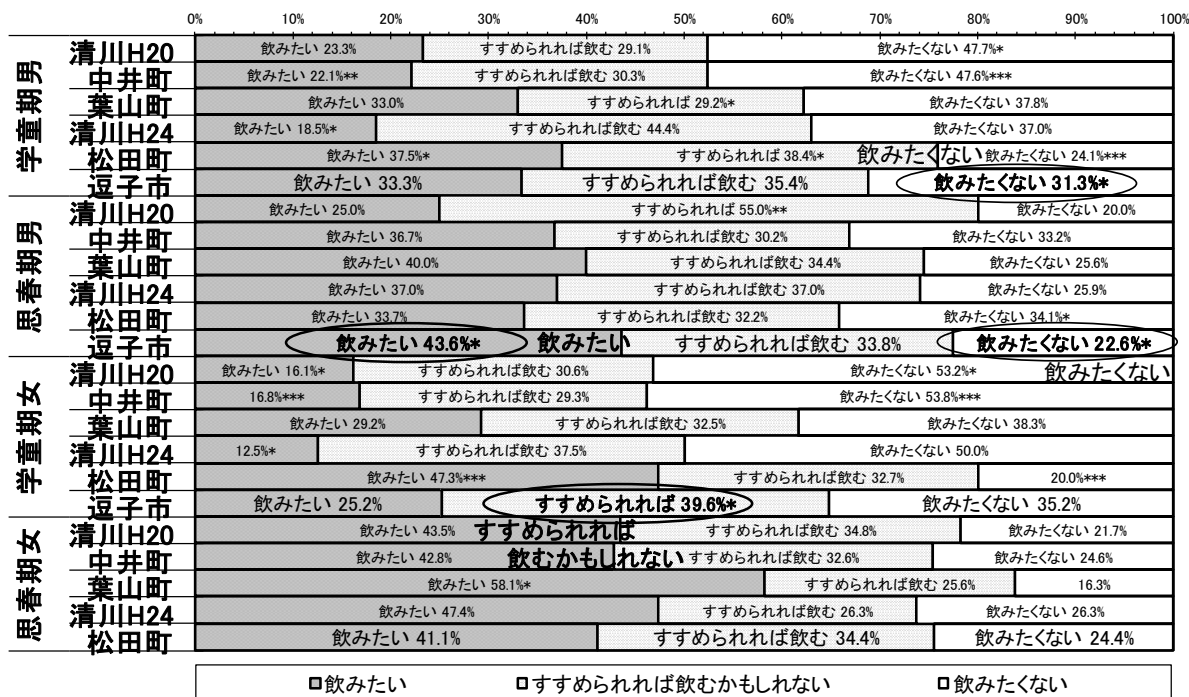 0% 10% 20% 30% 40% 50% 60% 70% 80% 90% 100%
学童期男
清川H20 飲みたい 23.3% すすめられれば飲む 29.1% 飲みたくない 47.7%*
中井町 飲みたい 22.1%** すすめられれば飲む 30.3% 飲みたくない 47.6%***
葉山町 飲みたい 33.0% すすめられれば 29.2%* 飲みたくない 37.8%
清川H24 飲みたい 18.5%* すすめられれば飲む 44.4% 飲みたくない 37.0%
松田町 飲みたい 37.5%* すすめられれば 38.4%* 飲みたくない 飲みたくない 24.1%***
逗子市 飲みたい 33.3% すすめられれば飲む 35.4% 飲みたくない 31.3%*
思春期男
清川H20 飲みたい 25.0% すすめられれば 55.0%** 飲みたくない 20.0%
中井町 飲みたい 36.7% すすめられれば飲む 30.2% 飲みたくない 33.2%
葉山町 飲みたい 40.0% すすめられれば飲む 34.4% 飲みたくない 25.6%
清川H24 飲みたい 37.0% すすめられれば飲む 37.0% 飲みたくない 25.9%
松田町 飲みたい 33.7% すすめられれば飲む 32.2% 飲みたくない 34.1%*
逗子市 飲みたい 43.6%* 飲みたい すすめられれば飲む 33.8% 飲みたくない 22.6%*
学童期女
清川H20 飲みたい 16.1%* すすめられれば飲む 30.6% 飲みたくない 53.2%* 飲みたくない
中井町 16.8%*** すすめられれば飲む 29.3% 飲みたくない 53.8%***
葉山町 飲みたい 29.2% すすめられれば飲む 32.5% 飲みたくない 38.3%
清川H24 12.5%* すすめられれば飲む 37.5% 飲みたくない 50.0%
松田町 飲みたい 47.3%*** すすめられれば飲む 32.7% 20.0%***
逗子市 飲みたい 25.2% すすめられれば 39.6%* 飲みたくない 35.2%
思春期女
清川H20 飲みたい 43.5% すすめられれば すすめられれば飲む 34.8% 飲みたくない 21.7%
中井町 飲みたい 42.8% 飲むかもしれない すすめられれば飲む 32.6% 飲みたくない 24.6%
葉山町 飲みたい 58.1%* すすめられれば飲む 25.6% 16.3%
清川H24 飲みたい 47.4% すすめられれば飲む 26.3% 飲みたくない 26.3%
松田町 飲みたい 41.1% すすめられれば飲む 34.4% 飲みたくない 24.4%
飲みたい すすめられれば飲むかもしれない 飲みたくない